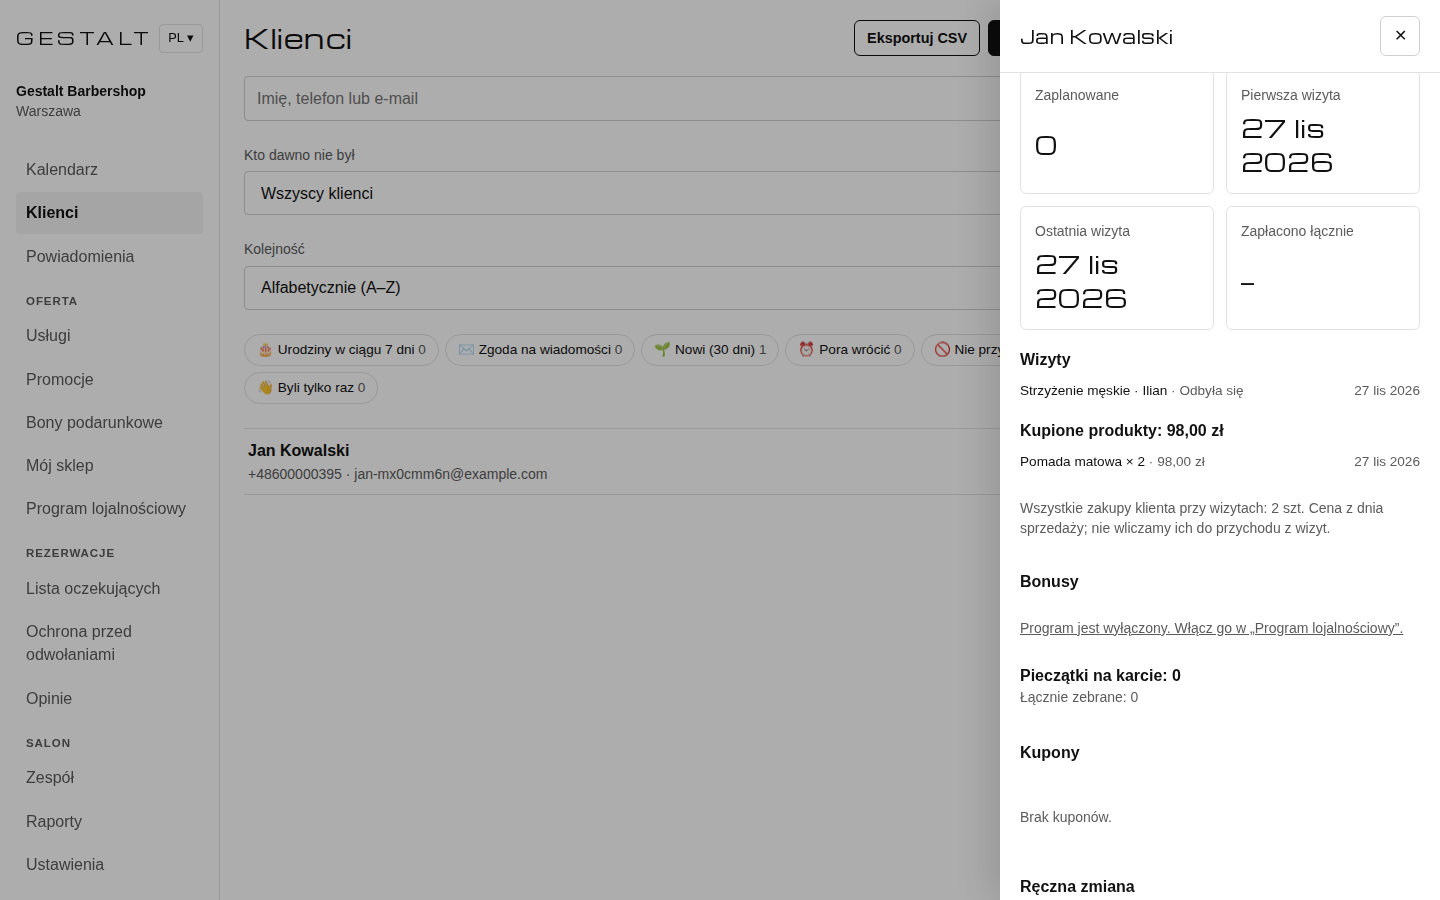 GESTALT
PL ▾
Gestalt Barbershop
Warszawa
Kalendarz
Klienci
Powiadomienia
OFERTA
Usługi
Promocje
Bony podarunkowe
Mój sklep
Program lojalnościowy
REZERWACJE
Lista oczekujących
Ochrona przed
odwołaniami
Opinie
SALON
Zespół
Raporty
Ustawienia
Klienci
Eksportuj CSV
Imię, telefon lub e-mail
Kto dawno nie był
Wszyscy klienci
Kolejność
Alfabetycznie (A–Z)
🎂 Urodziny w ciągu 7 dni 0
✉️ Zgoda na wiadomości 0
🌱 Nowi (30 dni) 1
⏰ Pora wrócić 0
🚫 Nie
👋 Byli tylko raz 0
Jan Kowalski
+48600000395 · jan-mx0cmm6n@example.com
Jan Kowalski
✕
Zaplanowane
0
Pierwsza wizyta
27 lis
2026
Ostatnia wizyta
27 lis
2026
Zapłacono łącznie
–
Wizyty
Strzyżenie męskie · Ilian · Odbyła się
27 lis 2026
Kupione produkty: 98,00 zł
Pomada matowa × 2 · 98,00 zł
27 lis 2026
Wszystkie zakupy klienta przy wizytach: 2 szt. Cena z dnia
sprzedaży; nie wliczamy ich do przychodu z wizyt.
Bonusy
Program jest wyłączony. Włącz go w „Program lojalnościowy”.
Pieczątki na karcie: 0
Łącznie zebrane: 0
Kupony
Brak kuponów.
Ręczna zmiana